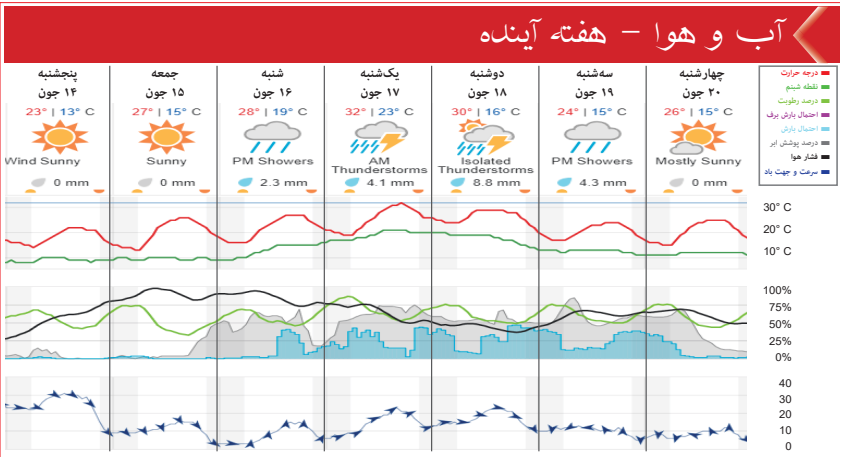 آب و هوا - هفته آینده
پنجشنبه
۱۴ جون
23° | 13° C
Wind Sunny
0 mm
جمعه
۱۵ جون
27° | 15° C
Sunny
0 mm
شنبه
۱۶ جون
28° | 19° C
PM Showers
2.3 mm
یک‌شنبه
۱۷ جون
32° | 23° C
AM
Thunderstorms
4.1 mm
دوشنبه
۱۸ جون
30° | 16° C
Isolated
Thunderstorms
8.8 mm
سه‌شنبه
۱۹ جون
24° | 15° C
PM Showers
4.3 mm
چهارشنبه
۲۰ جون
26° | 15° C
Mostly Sunny
0 mm
درجه حرارت
نقطه شبنم
درصد رطوبت
احتمال بارش برف
احتمال بارش
درصد پوشش ابر
فشار هوا
سرعت و جهت باد
30° C
20° C
10° C
100%
75%
50%
25%
0%
40
30
20
10
0